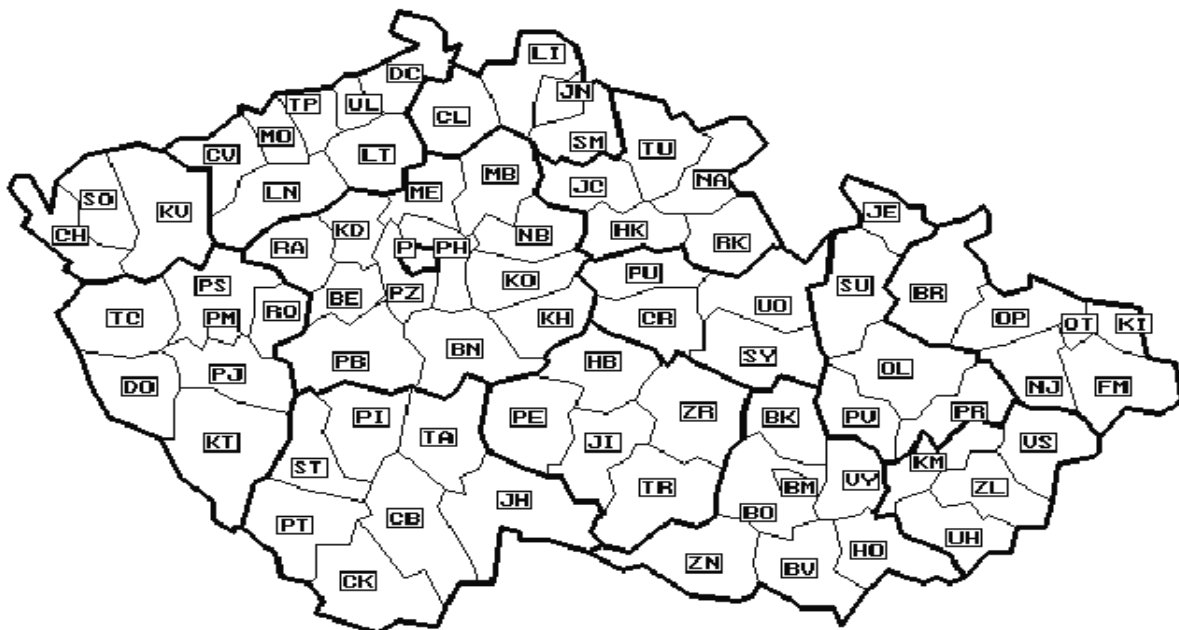 LI
DC
JN
TP
UL
CL
MO
SM
CV
LT
TU
MB
NA
LN
ME
JC
SO
KV
JE
CH
KD
P
PH
NB
HK
RK
RA
PS
PZ
KO
PU
SU
BR
BE
UO
TC
PM
RO
KH
CR
OP
OT
KI
BN
SY
PB
HB
OL
DO
PJ
NJ
FM
PI
PE
ZR
BK
PV
PR
KT
TA
JI
VS
ST
KM
TR
BM
VY
ZL
JH
PT
CB
BO
UH
CK
ZN
BV
HO